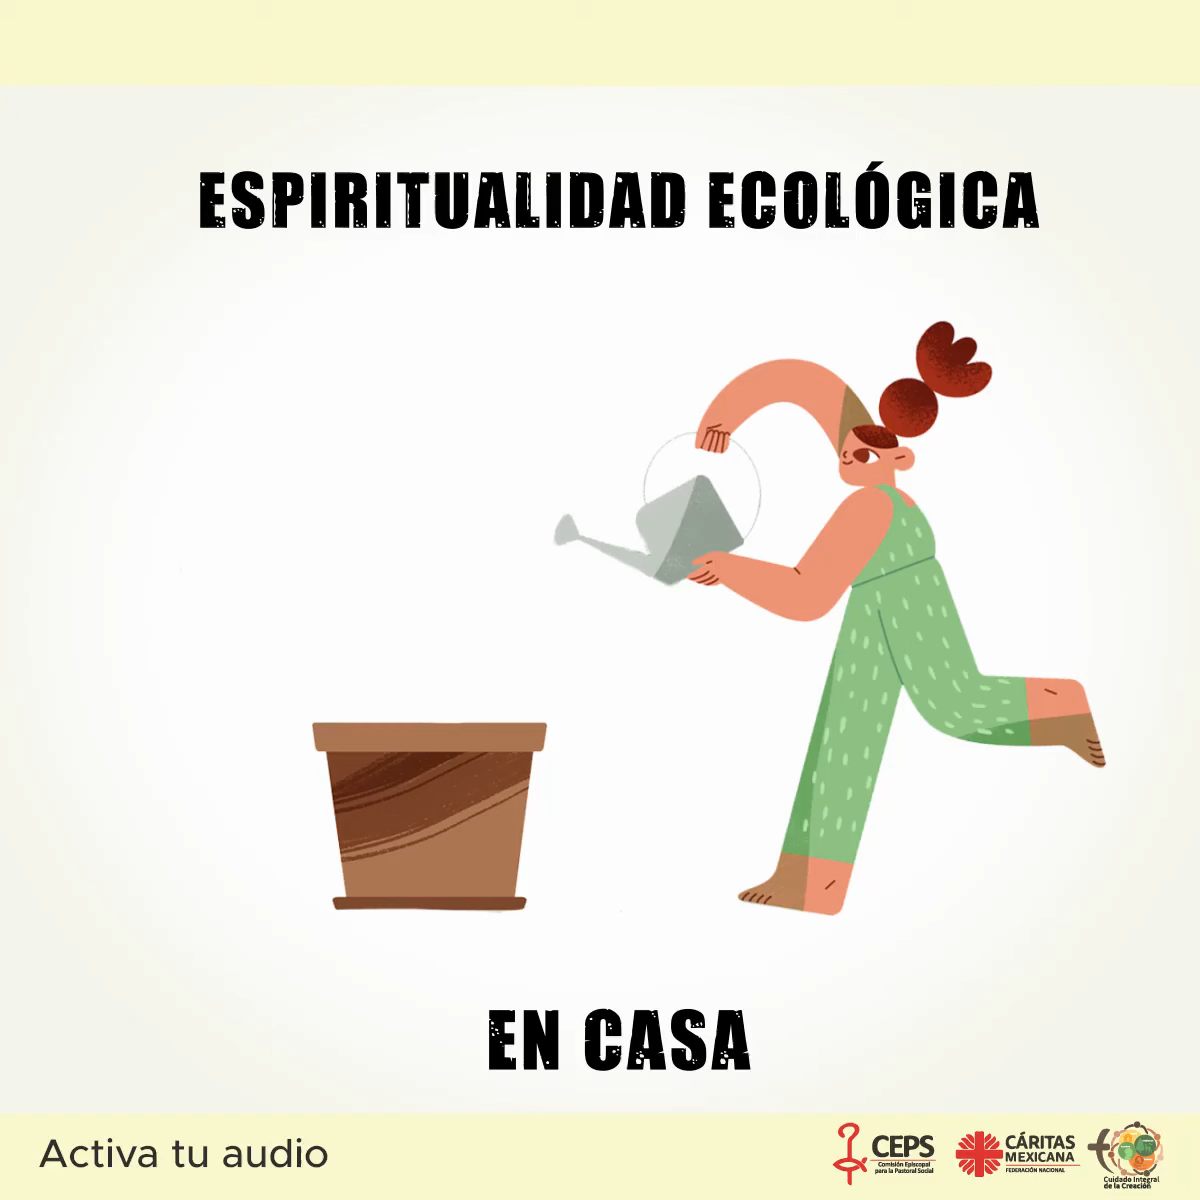 ESPIRITUALIDAD ECOLÓGICA
EN CASA
Activa tu audio
CEPS
Comisión Episcopal
para la Pastoral Social
CÁRITAS
MEXICANA
FEDERACIÓN NACIONAL
Cuidado Integral
de la Creación